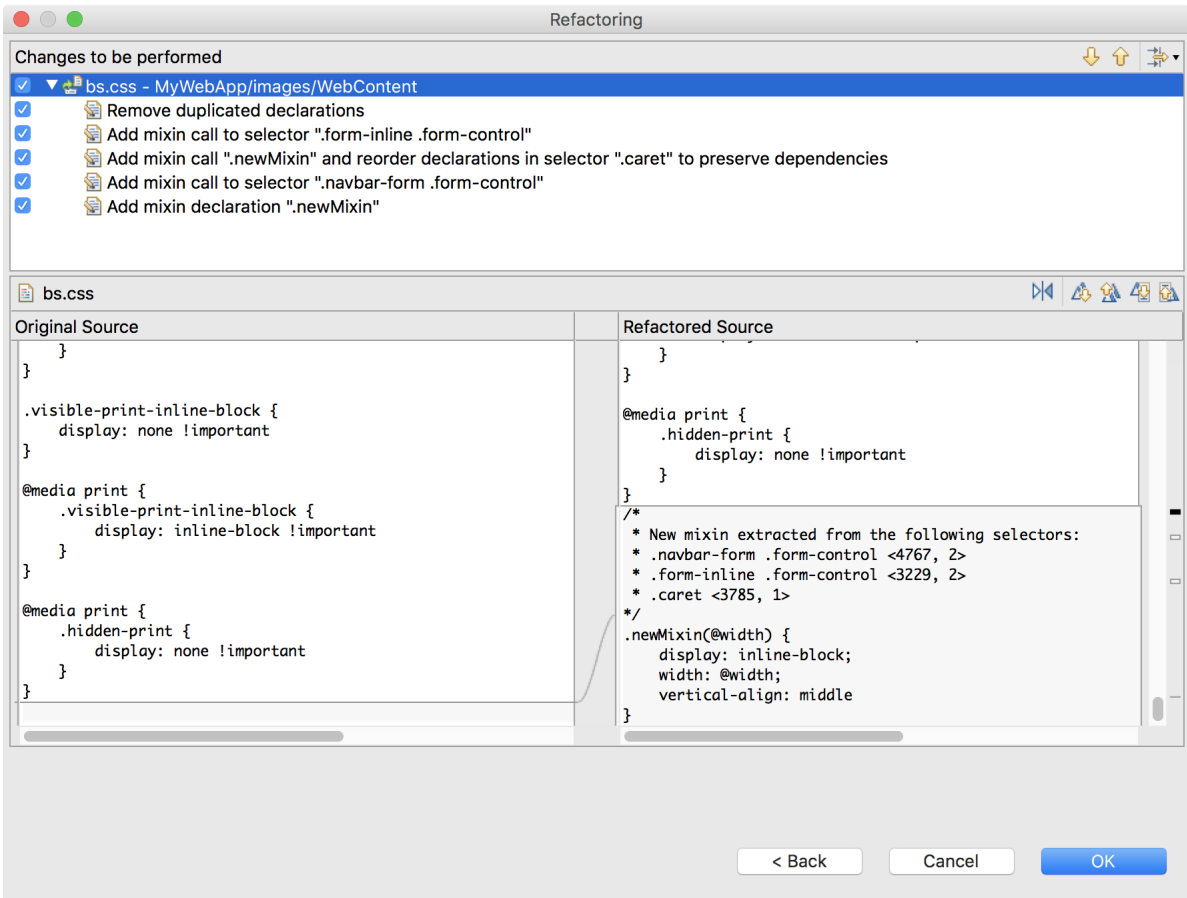 Refactoring
Changes to be performed
bs.css - MyWebApp/images/WebContent
Remove duplicated declarations
Add mixin call to selector ".form-inline .form-control"
Add mixin call ".newMixin" and reorder declarations in selector ".caret" to preserve dependencies
Add mixin call to selector ".navbar-form .form-control"
Add mixin declaration ".newMixin"
bs.css
Original Source
}
}
.visible-print-inline-block {
display: none !important
}
@media print {
.visible-print-inline-block {
display: inline-block !important
}
}
@media print {
.hidden-print {
display: none !important
}
}
Refactored Source
}
}
@media print {
.hidden-print {
display: none !important
}
}
/*
* New mixin extracted from the following selectors:
* .navbar-form .form-control <4767, 2>
* .form-inline .form-control <3229, 2>
* .caret <3785, 1>
*/
.newMixin(@width) {
display: inline-block;
width: @width;
vertical-align: middle
}
< Back
Cancel
OK